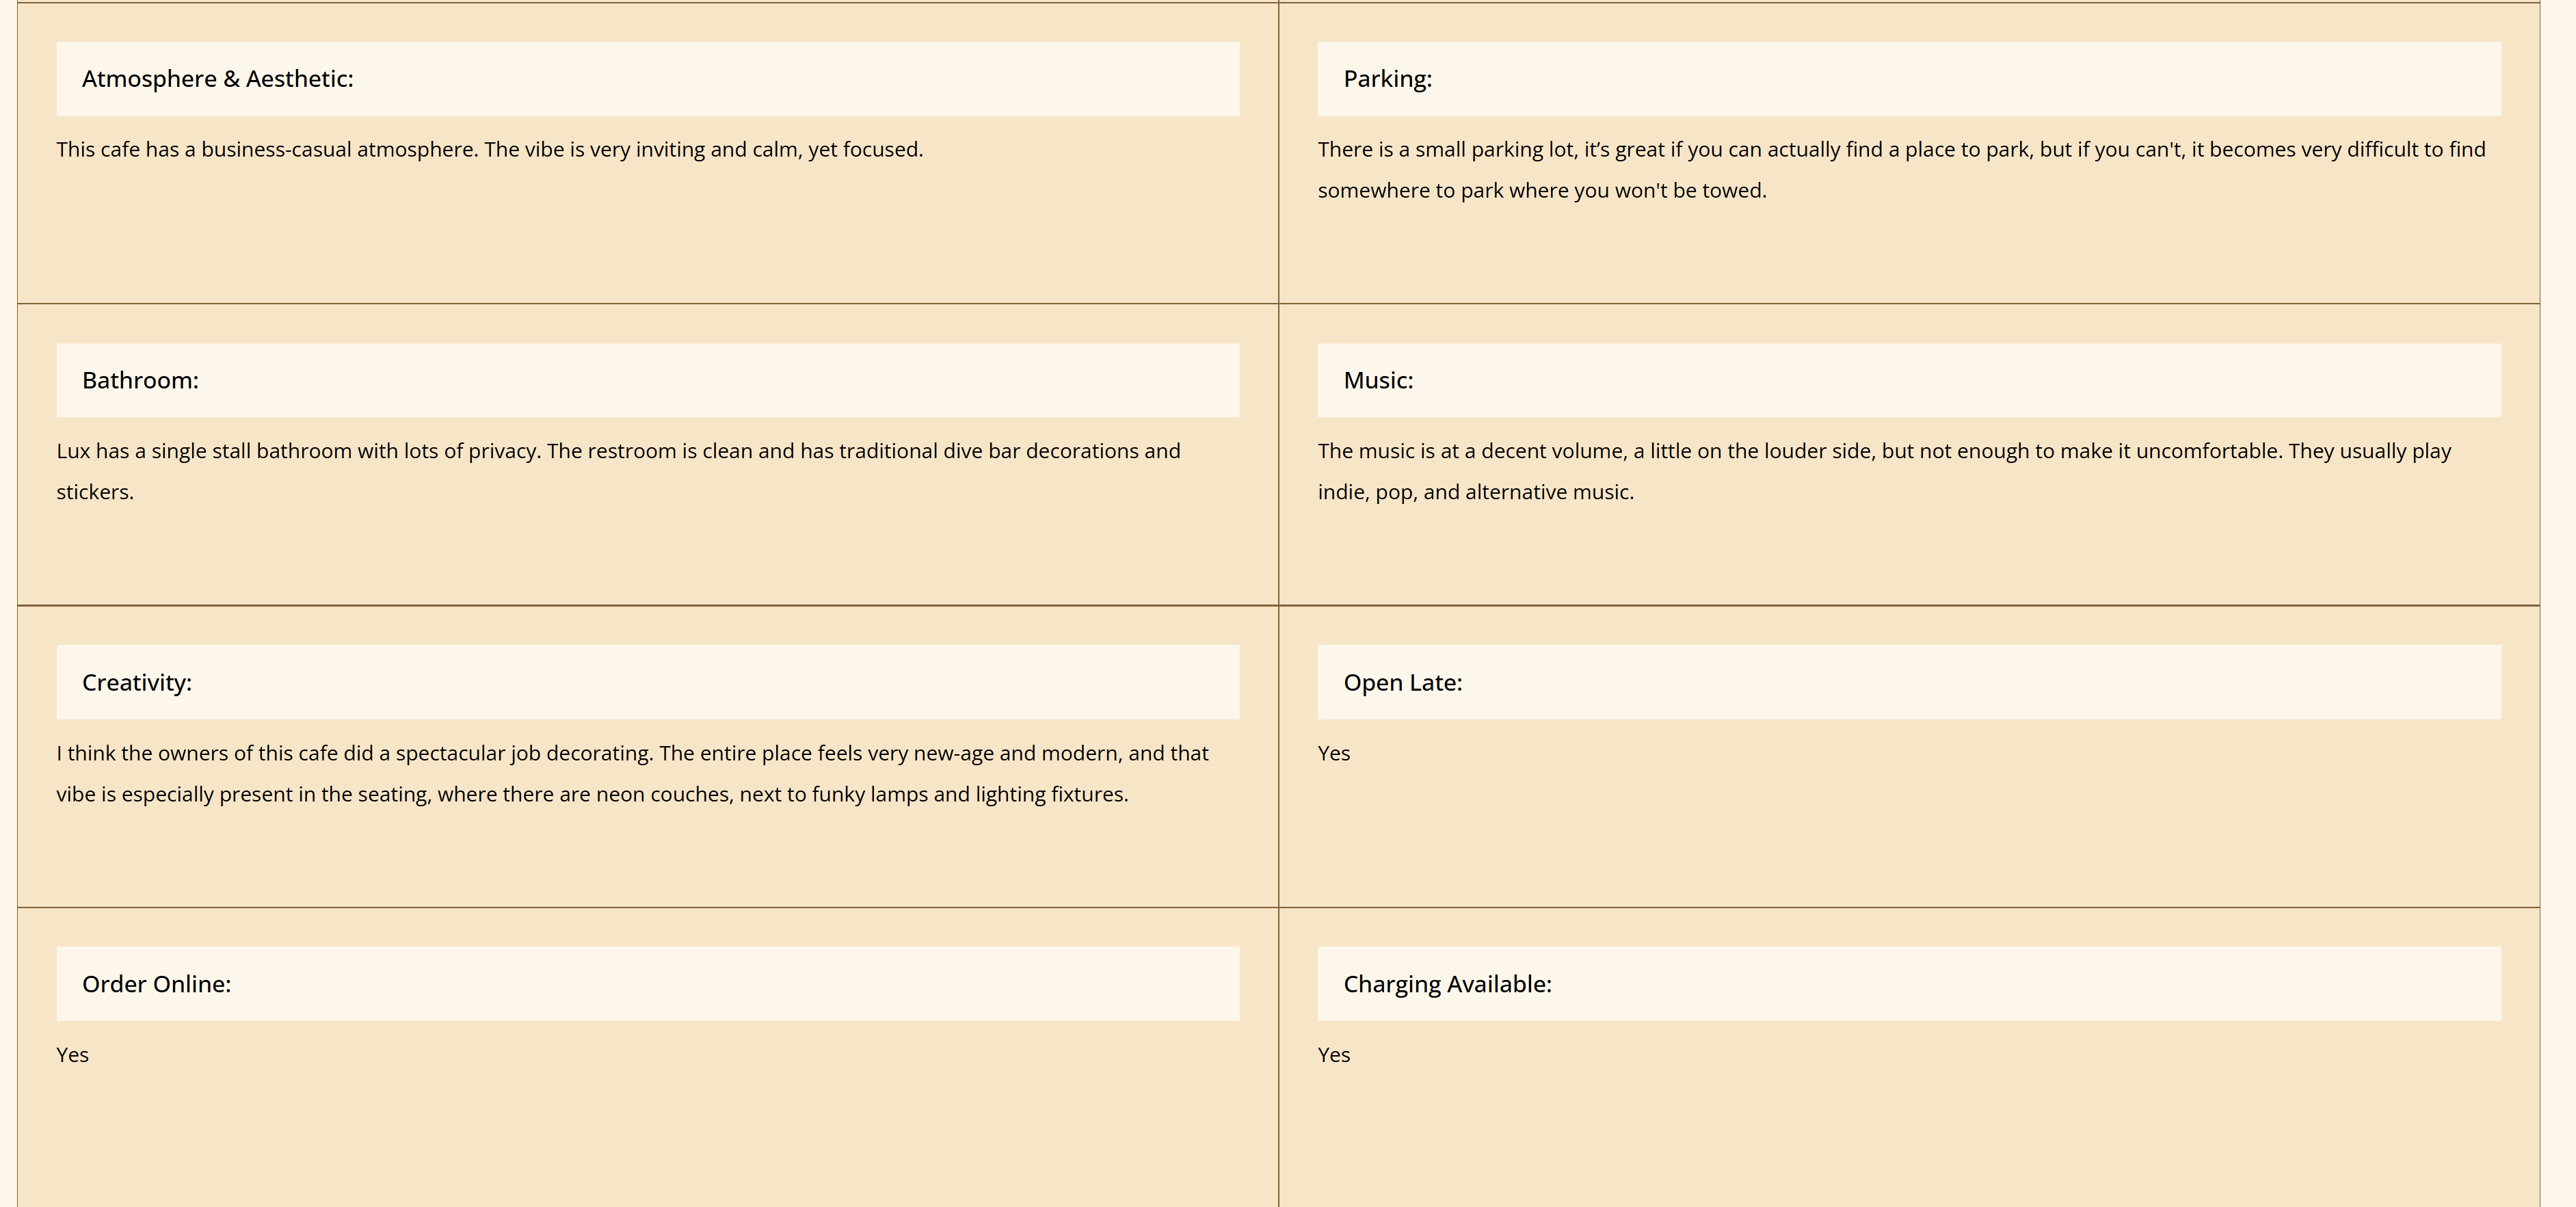 Atmosphere & Aesthetic:
This cafe has a business-casual atmosphere. The vibe is very inviting and calm, yet focused.
Parking:
There is a small parking lot, it’s great if you can actually find a place to park, but if you can't, it becomes very difficult to find
somewhere to park where you won't be towed.
Bathroom:
Lux has a single stall bathroom with lots of privacy. The restroom is clean and has traditional dive bar decorations and
stickers.
Music:
The music is at a decent volume, a little on the louder side, but not enough to make it uncomfortable. They usually play
indie, pop, and alternative music.
Creativity:
I think the owners of this cafe did a spectacular job decorating. The entire place feels very new-age and modern, and that
vibe is especially present in the seating, where there are neon couches, next to funky lamps and lighting fixtures.
Open Late:
Yes
Order Online:
Yes
Charging Available:
Yes